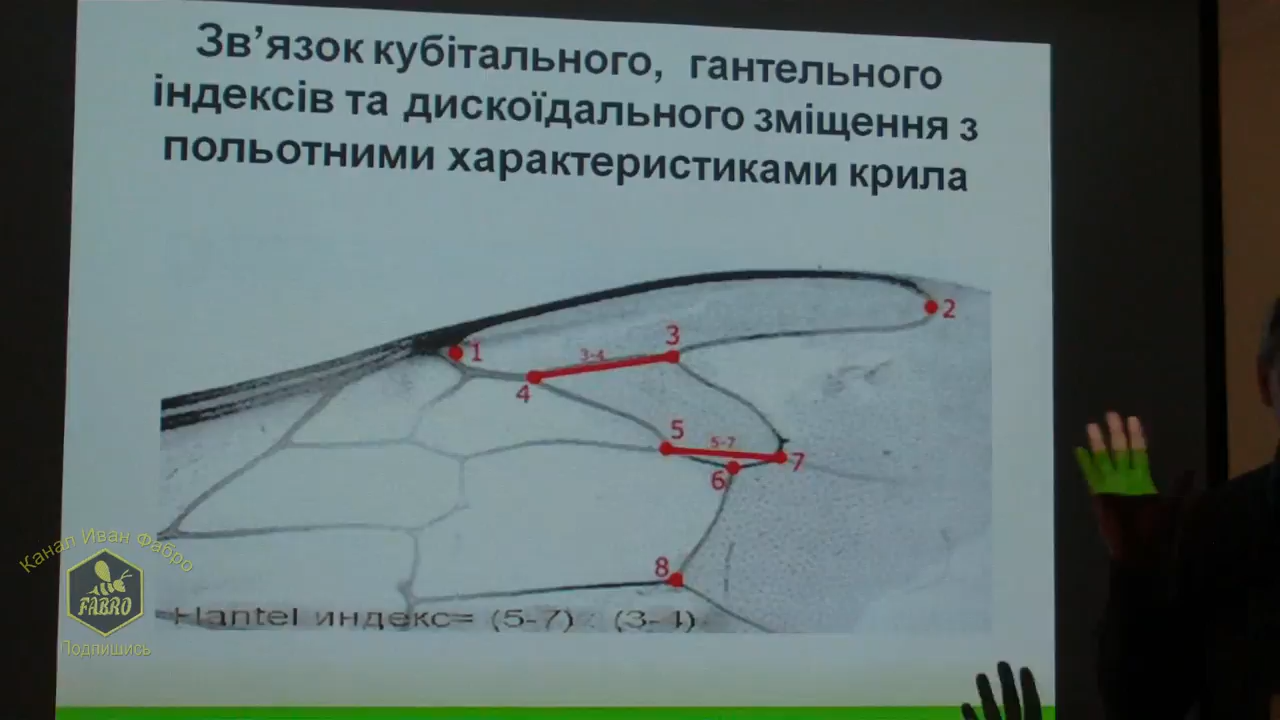 Зв’язок кубітального, гантельного
індексів та дискоїдального зміщення з
польотними характеристиками крила
2
1
3
3-4
4
5
5-7
7
6
8
Hantel индекс= (5-7) : (3-4)
Канал Иван Фабро
FABRO
Подпишись